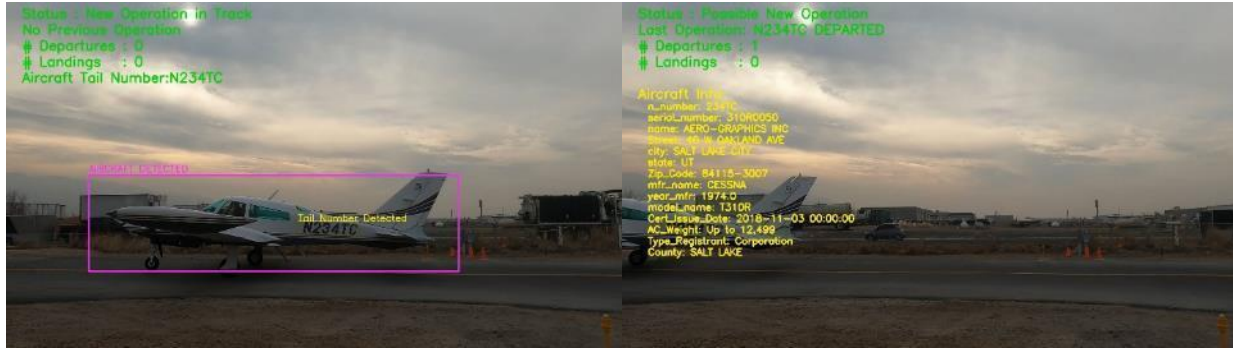 Status : New Operation in Track
No Previous Operation
# Departures : 0
# Landings : 0
Aircraft Tail Number:N234TC
AIRCRAFT DETECTED
Tail Number Detected
N234TC
Status : Possible New Operation
Last Operation: N234TC DEPARTED
# Departures : 1
# Landings : 0
Aircraft Info:
n_number: 234TC
serial_number: 310R0050
name: AERO-GRAPHICS INC
Street: 40 W OAKLAND AVE
city: SALT LAKE CITY
state: UT
Zip_Code: 84115-3007
mfr_name: CESSNA
year_mfr: 1974.0
model_name: T310R
Cert_Issue_Date: 2018-11-03 00:00:00
AC_Weight: Up to 12,499
Type_Registrant: Corporation
County: SALT LAKE